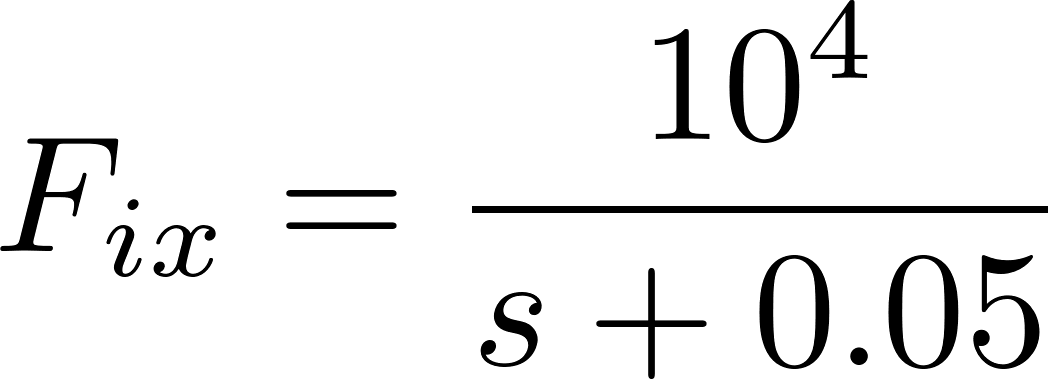 F_{ix} = \frac{10^4}{s + 0.05}